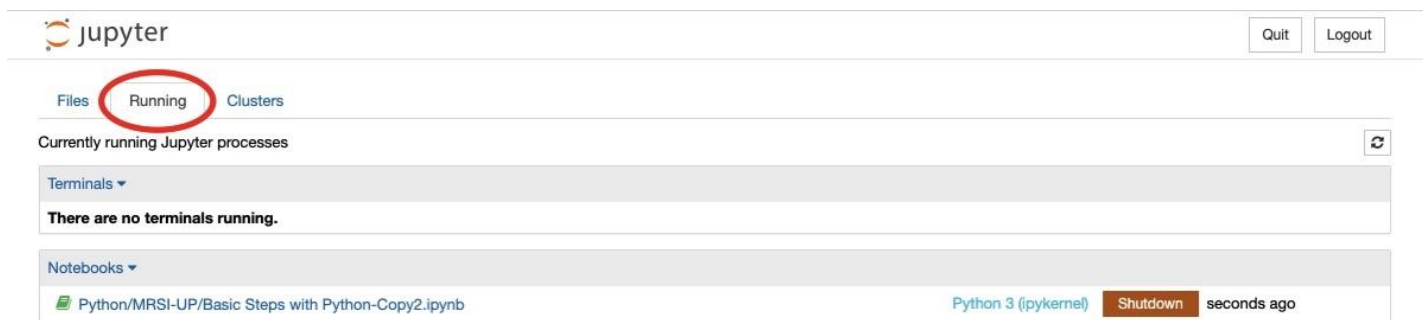 jupyter Quit Logout
Files Running Clusters
Currently running Jupyter processes
Terminals
There are no terminals running.
Notebooks
Python/MRSI-UP/Basic Steps with Python-Copy2.ipynb Python 3 (ipykernel) Shutdown seconds ago